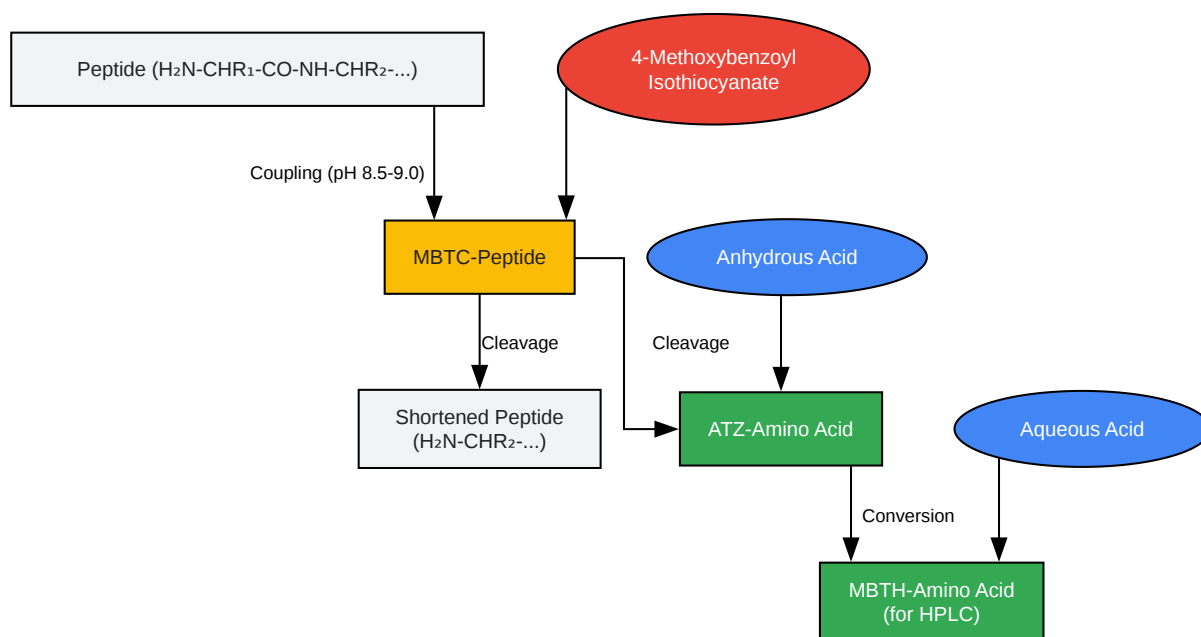 4-Methoxybenzoyl
Isothiocyanate
Peptide (H₂N-CHR₁-CO-NH-CHR₂-...)
Coupling (pH 8.5-9.0)
MBTC-Peptide
Anhydrous Acid
Cleavage
Cleavage
Shortened Peptide
(H₂N-CHR₂-...)
ATZ-Amino Acid
Aqueous Acid
Conversion
MBTH-Amino Acid
(for HPLC)